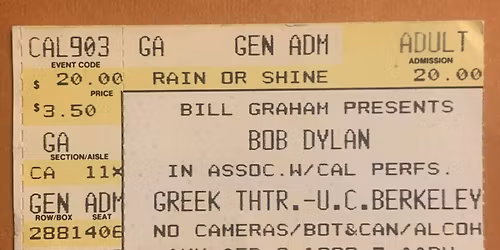 CAL903 GA GEN ADM ADULT
EVENT CODE ADMISSION
$ 20.00 RAIN OR SHINE 20.00
PRICE
$3.50 BILL GRAHAM PRESENTS
GA BOB DYLAN
SECTION/AISLE
CA 11X IN ASSOC.W/CAL PERFS.
GEN ADM GREEK THTR.-U.C.BERKELEY
ROW/BOX SEAT
2881406 NO CAMERAS/BOT&CAN/ALCOH